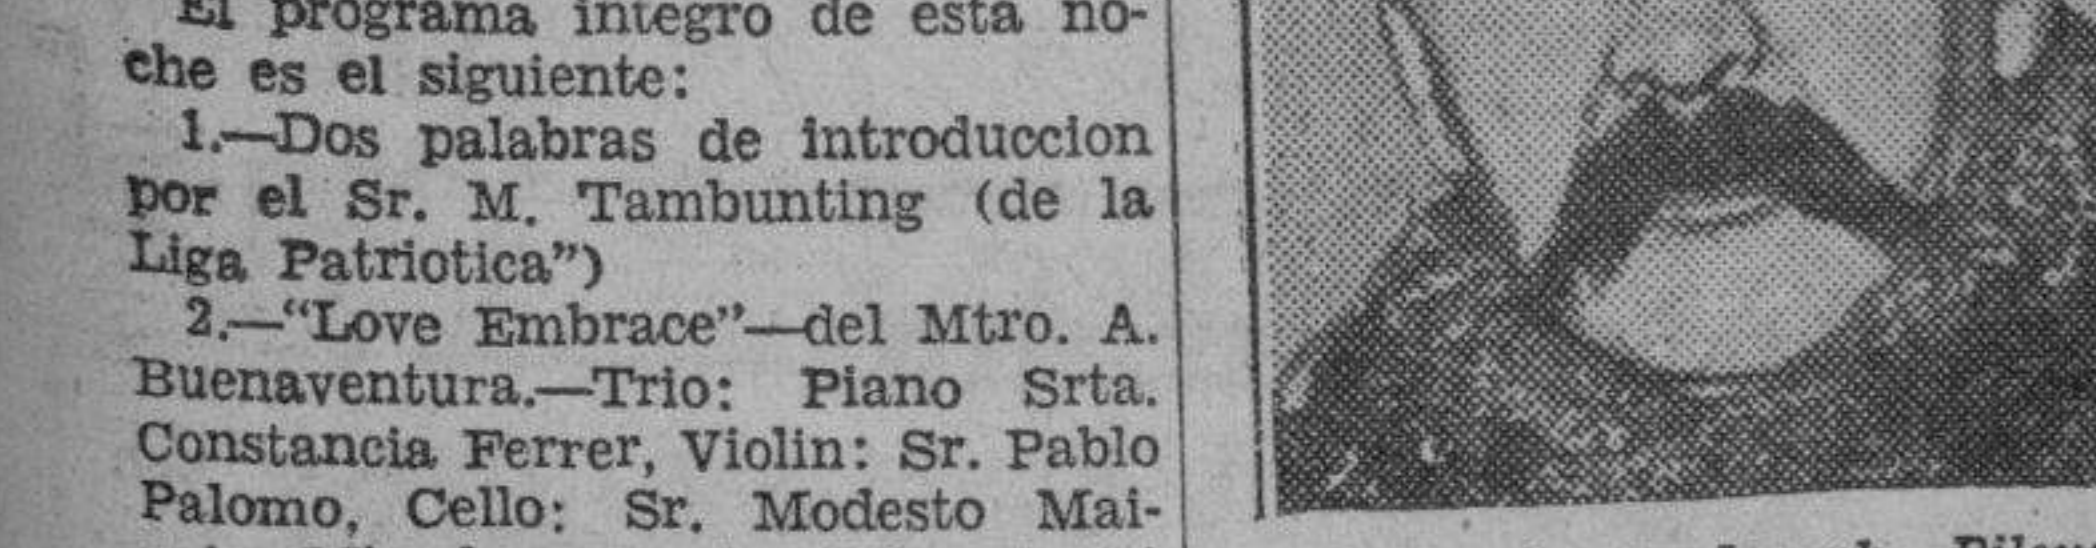 El programa integro de esta no-
che es el siguiente:
1.—Dos palabras de introduccion
por el Sr. M. Tambunting (de la
Liga Patriotica”)
2.—“Love Embrace”—del Mtro. A.
Buenaventura.—Trio: Piano Srta.
Constancia Ferrer, Violin: Sr. Pablo
Palomo, Cello: Sr. Modesto Mai-